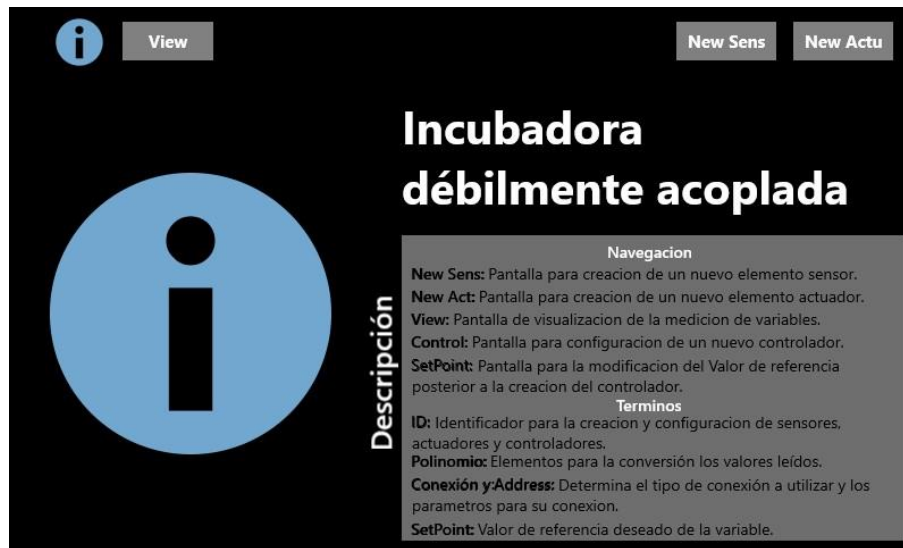 i View New Sens New Actu
Incubadora
débilmente acoplada
i
Descripción
Navegacion
New Sens: Pantalla para creacion de un nuevo elemento sensor.
New Act: Pantalla para creacion de un nuevo elemento actuador.
View: Pantalla de visualizacion de la medicion de variables.
Control: Pantalla para configuracion de un nuevo controlador.
SetPoint: Pantalla para la modificacion del Valor de referencia
posterior a la creacion del controlador.
Terminos
ID: Identificador para la creacion y configuracion de sensores,
actuadores y controladores.
Polinomio: Elementos para la conversión los valores leídos.
Conexión y:Address: Determina el tipo de conexión a utilizar y los
parametros para su conexion.
SetPoint: Valor de referencia deseado de la variable.